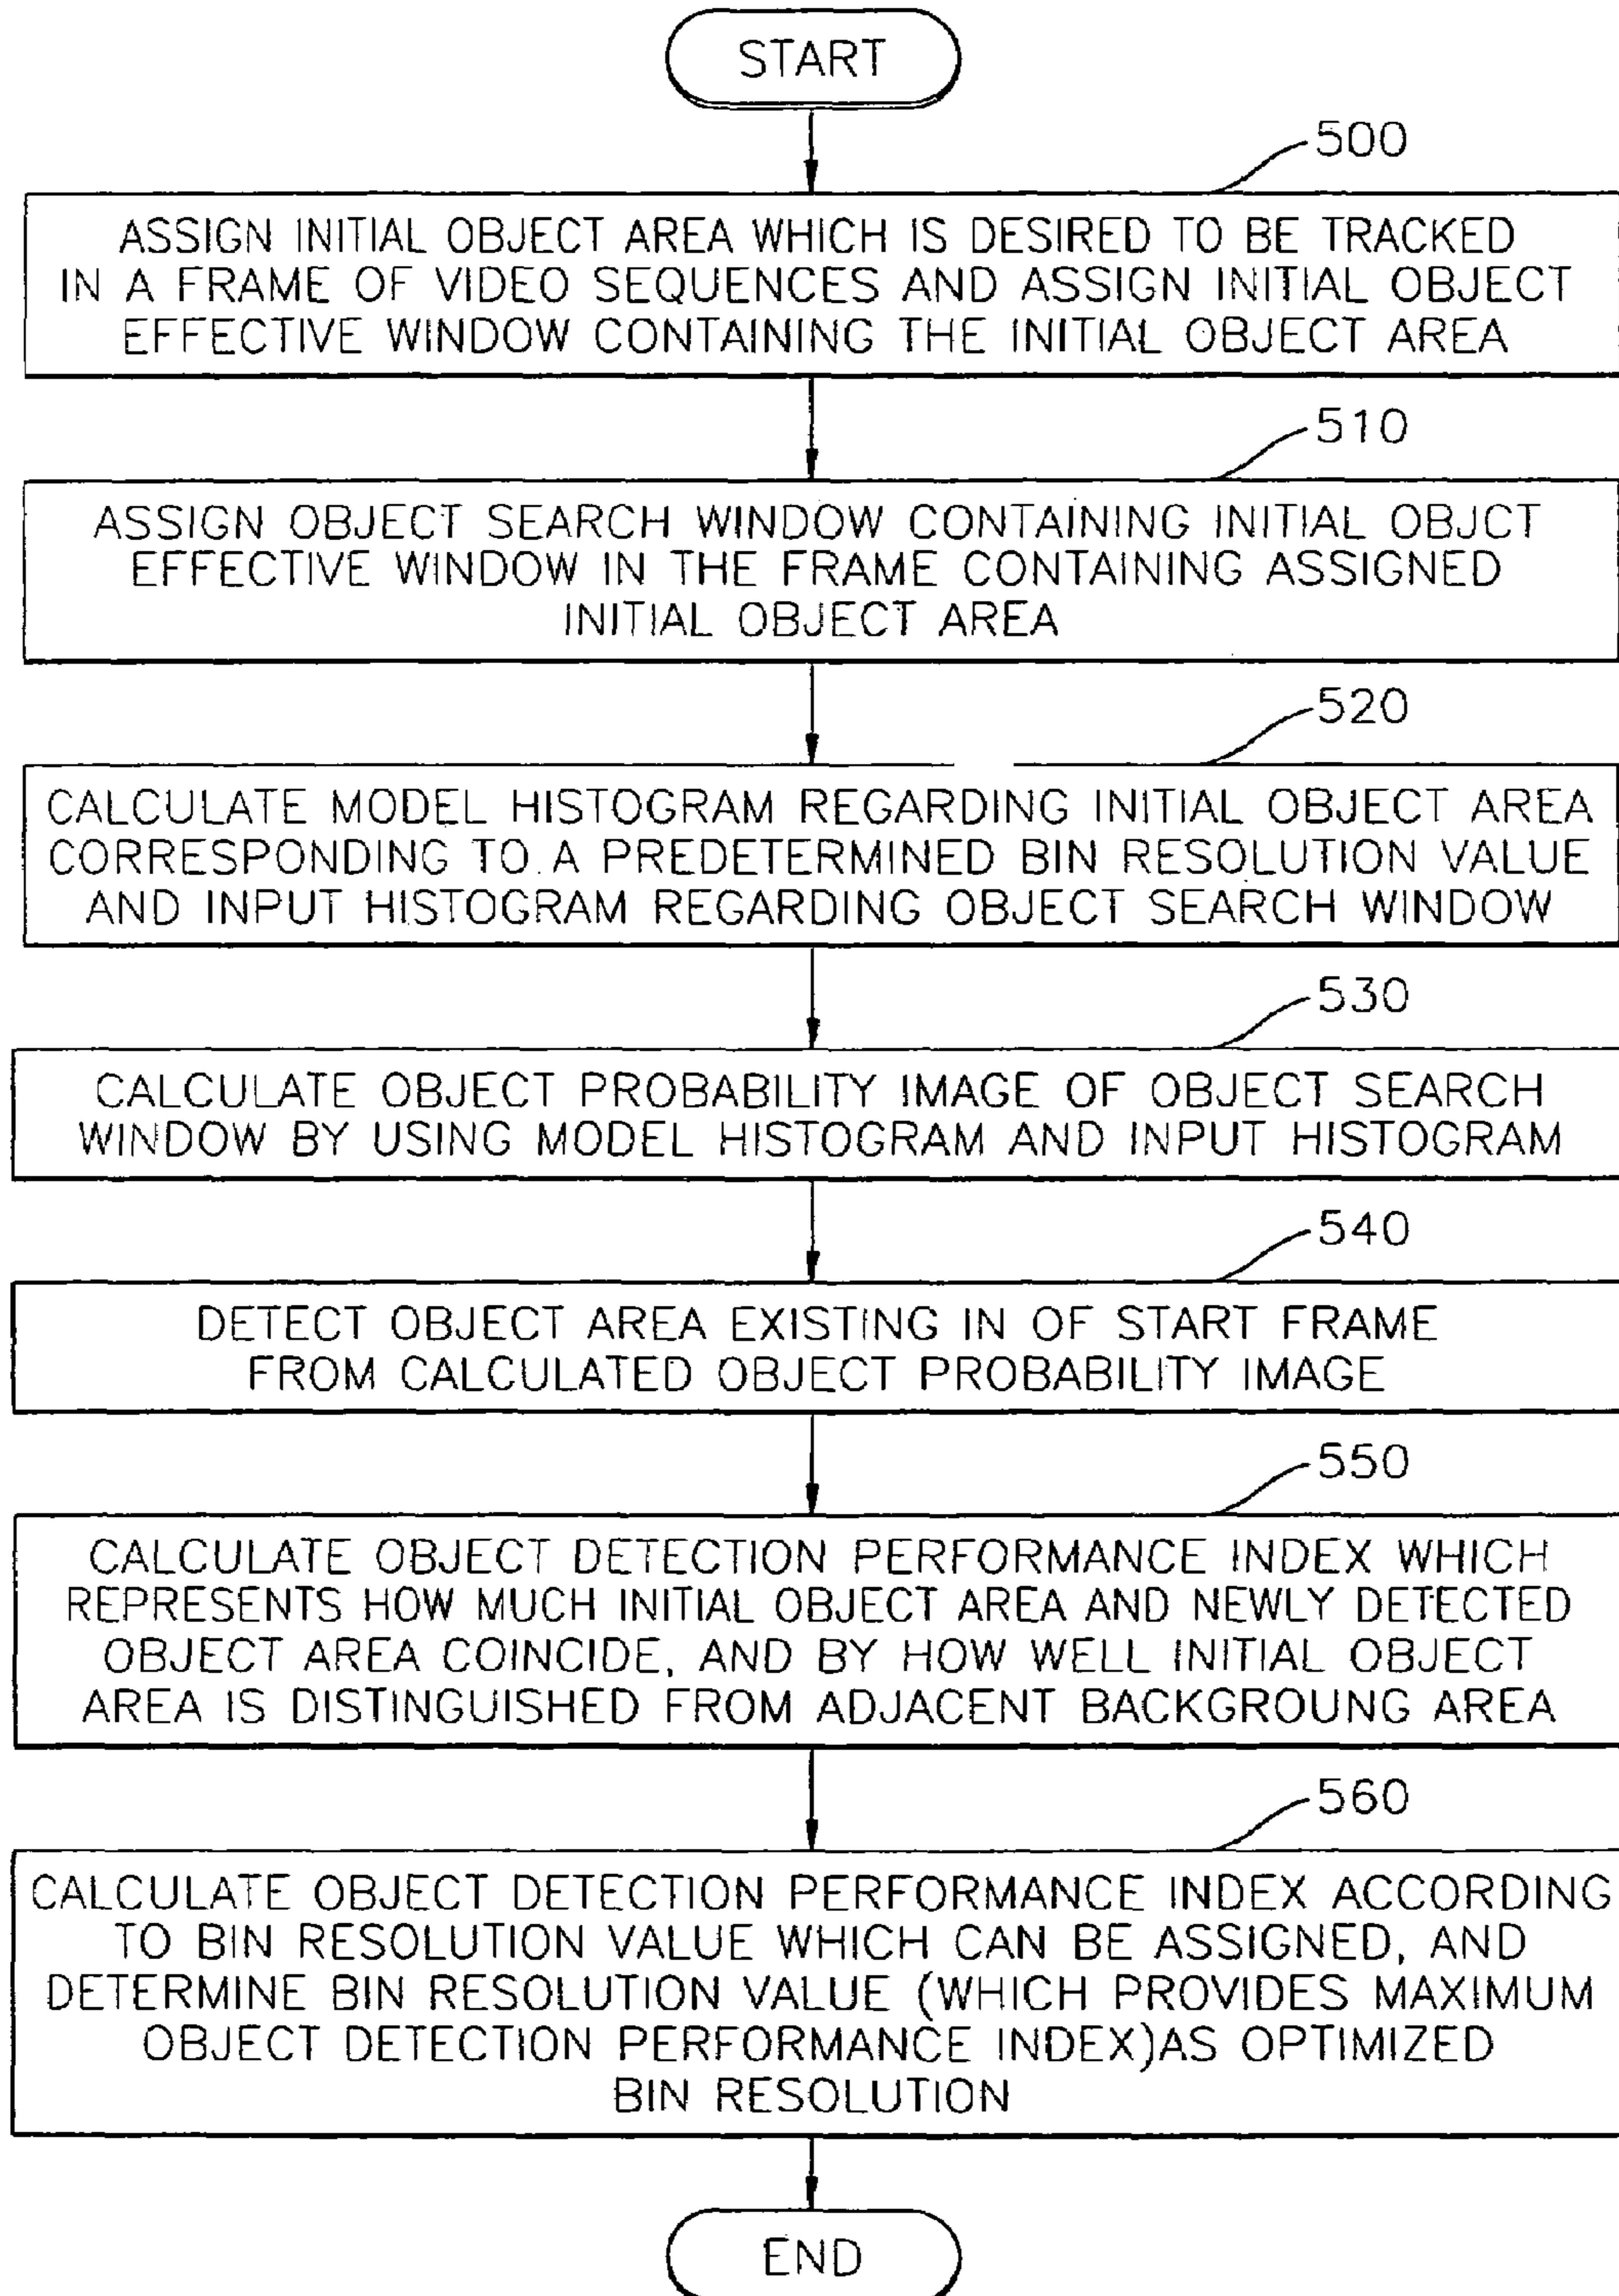 START
500
ASSIGN INITIAL OBJECT AREA WHICH IS DESIRED TO BE TRACKED
IN A FRAME OF VIDEO SEQUENCES AND ASSIGN INITIAL OBJECT
EFFECTIVE WINDOW CONTAINING THE INITIAL OBJECT AREA
510
ASSIGN OBJECT SEARCH WINDOW CONTAINING INITIAL OBJCT
EFFECTIVE WINDOW IN THE FRAME CONTAINING ASSIGNED
INITIAL OBJECT AREA
520
CALCULATE MODEL HISTOGRAM REGARDING INITIAL OBJECT AREA
CORRESPONDING TO A PREDETERMINED BIN RESOLUTION VALUE
AND INPUT HISTOGRAM REGARDING OBJECT SEARCH WINDOW
530
CALCULATE OBJECT PROBABILITY IMAGE OF OBJECT SEARCH
WINDOW BY USING MODEL HISTOGRAM AND INPUT HISTOGRAM
540
DETECT OBJECT AREA EXISTING IN OF START FRAME
FROM CALCULATED OBJECT PROBABILITY IMAGE
550
CALCULATE OBJECT DETECTION PERFORMANCE INDEX WHICH
REPRESENTS HOW MUCH INITIAL OBJECT AREA AND NEWLY DETECTED
OBJECT AREA COINCIDE, AND BY HOW WELL INITIAL OBJECT
AREA IS DISTINGUISHED FROM ADJACENT BACKGROUNG AREA
560
CALCULATE OBJECT DETECTION PERFORMANCE INDEX ACCORDING
TO BIN RESOLUTION VALUE WHICH CAN BE ASSIGNED, AND
DETERMINE BIN RESOLUTION VALUE (WHICH PROVIDES MAXIMUM
OBJECT DETECTION PERFORMANCE INDEX)AS OPTIMIZED
BIN RESOLUTION
END